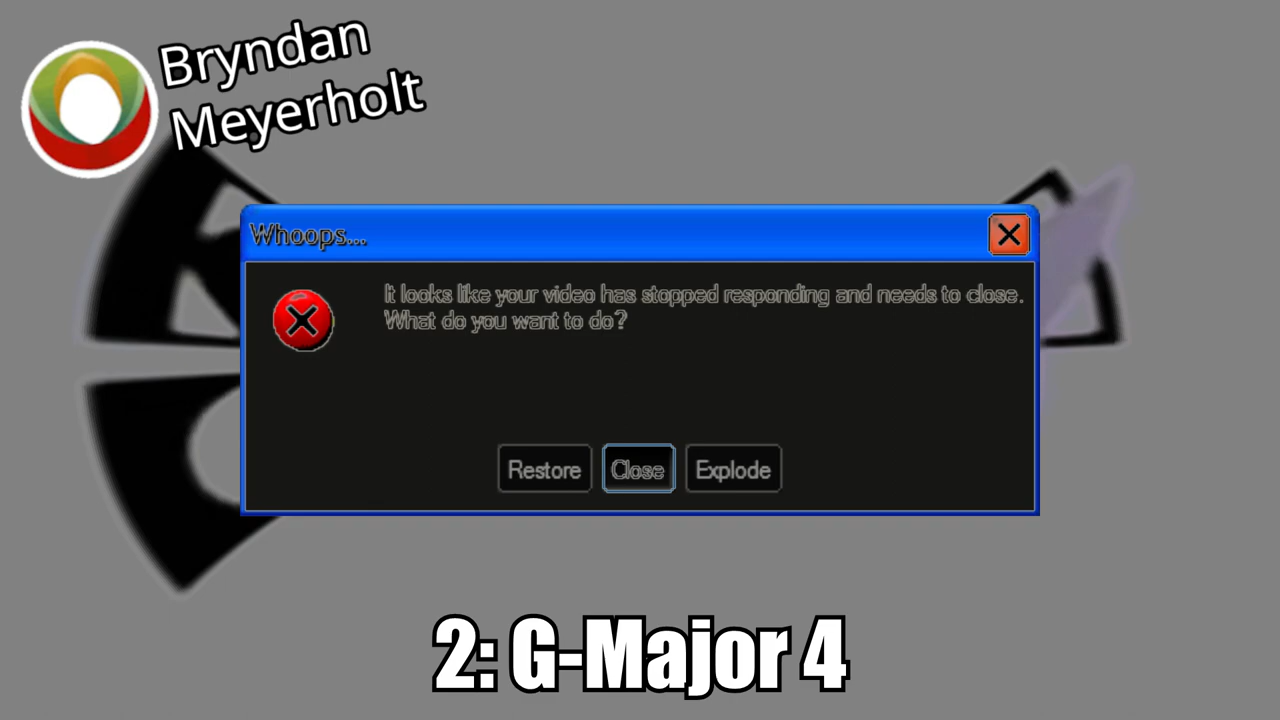 Bryndan
Meyerholt
Whoops...
It looks like your video has stopped responding and needs to close.
What do you want to do?
Restore
Close
Explode
2: G-Major 4